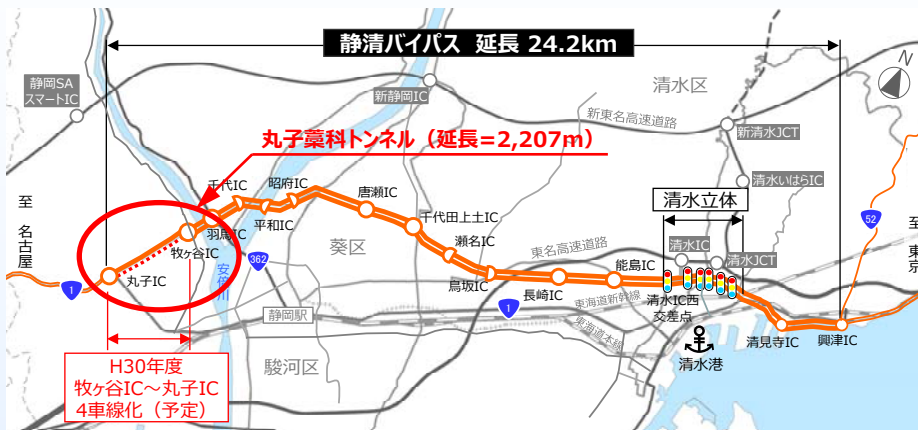 静清バイパス 延長 24.2km
N
静岡SA
スマートIC
新静岡IC
清水区
新東名高速道路
新清水JCT
丸子藁科トンネル（延長=2,207m）
清水いはらIC
千代IC
昭府IC
唐瀬IC
清水立体
至 名古屋
羽鳥IC
平和IC
千代田上土IC
52
至 東京
牧ヶ谷IC
葵区
瀬名IC
東名高速道路
清水IC
清水JCT
362
安倍川
丸子IC
鳥坂IC
長崎IC
能島IC
1
1
東海道新幹線
清水IC西
交差点
静岡駅
東海道本線
清見寺IC
興津IC
清水港
駿河区
H30年度
牧ヶ谷IC～丸子IC
4車線化（予定）